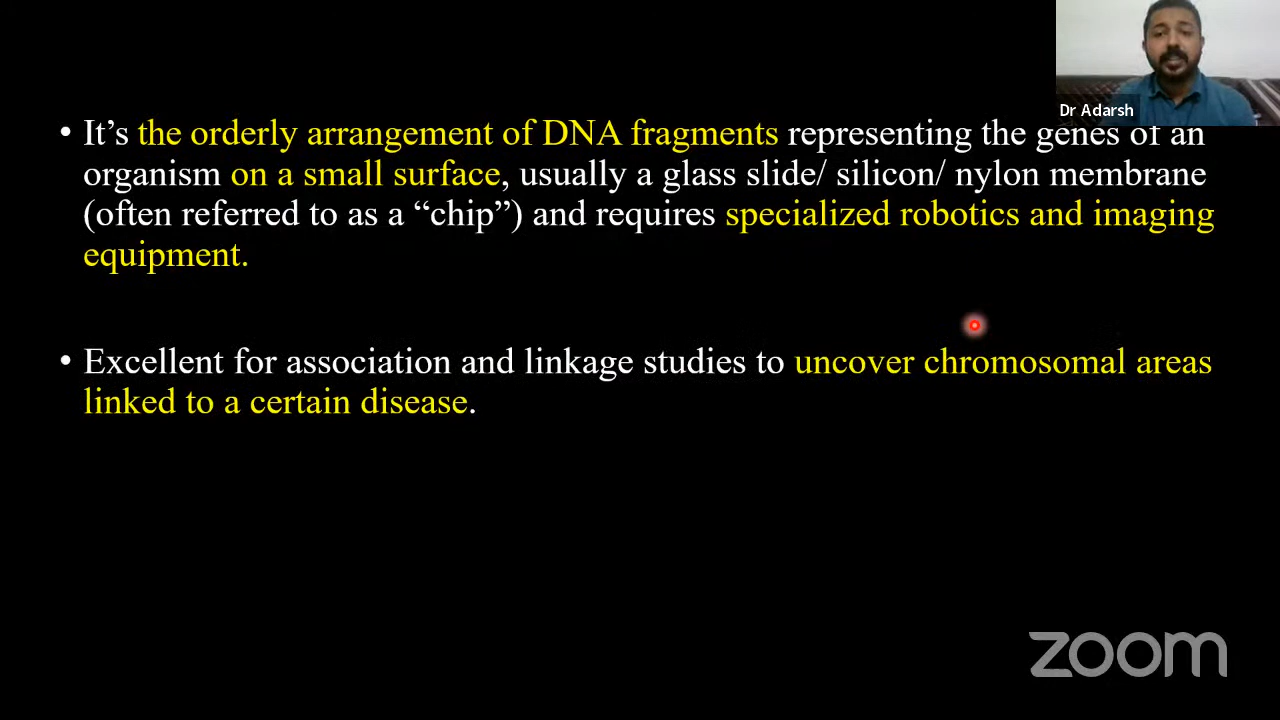 Dr Adarsh
• It’s the orderly arrangement of DNA fragments representing the genes of an
organism on a small surface, usually a glass slide/ silicon/ nylon membrane
(often referred to as a “chip”) and requires specialized robotics and imaging
equipment.
• Excellent for association and linkage studies to uncover chromosomal areas
linked to a certain disease.
zoom